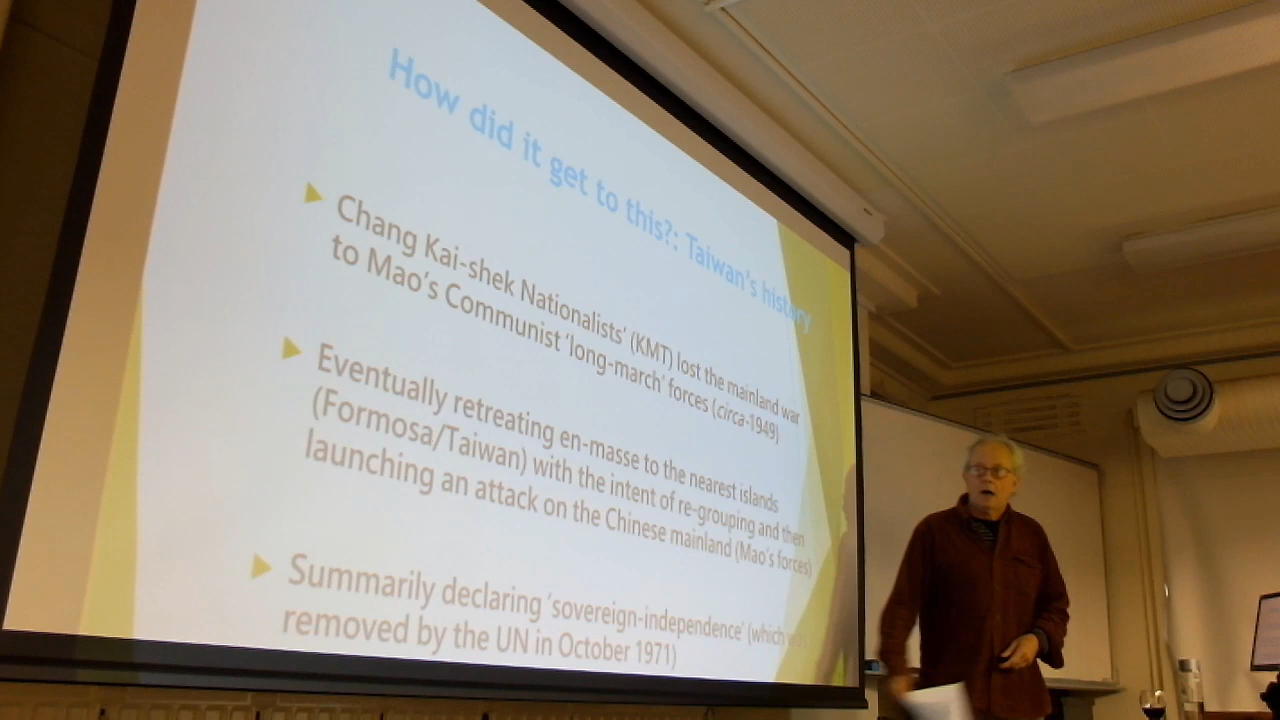 How did it get to this?: Taiwan's history
Chang Kai-shek Nationalists' (KMT) lost the mainland war
to Mao's Communist 'long-march' forces (circa-1949)
Eventually retreating en-masse to the nearest islands
(Formosa/Taiwan) with the intent of re-grouping and then
launching an attack on the Chinese mainland (Mao's forces)
Summarily declaring 'sovereign-independence' (which was
removed by the UN in October 1971)